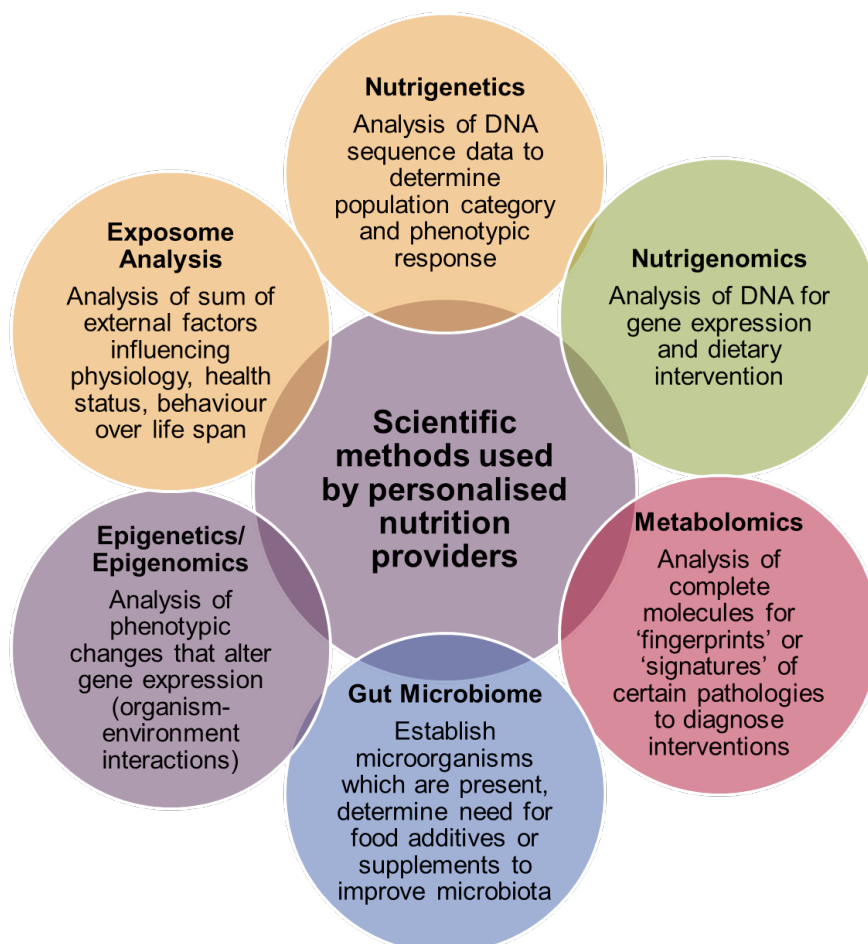 Nutrigenetics
Analysis of DNA
sequence data to
determine
population category
and phenotypic
response
Nutrigenomics
Analysis of DNA for
gene expression
and dietary
intervention
Metabolomics
Analysis of
complete
molecules for
‘fingerprints’ or
‘signatures’ of
certain pathologies
to diagnose
interventions
Gut Microbiome
Establish
microorganisms
which are present,
determine need for
food additives or
supplements to
improve microbiota
Epigenetics/
Epigenomics
Analysis of
phenotypic
changes that alter
gene expression
(organism-
environment
interactions)
Exposome
Analysis
Analysis of sum of
external factors
influencing
physiology, health
status, behaviour
over life span
Scientific
methods used
by personalised
nutrition
providers